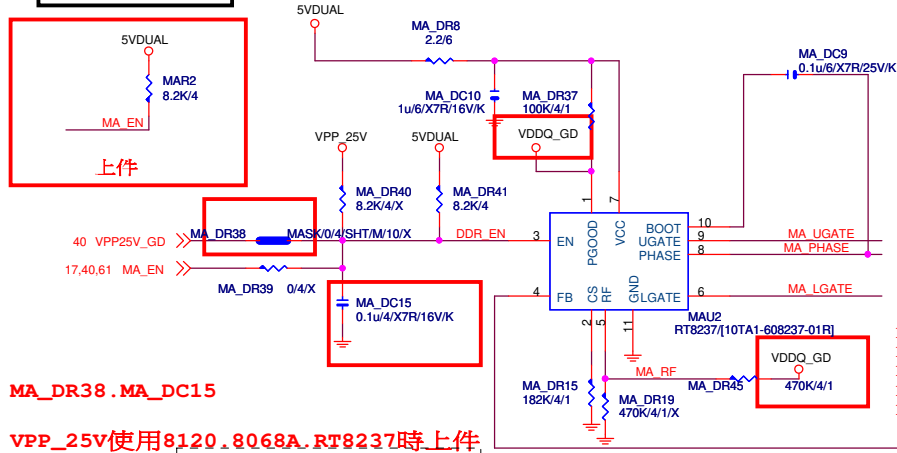 5VDUAL
5VDUAL
MAR2
8.2K/4
MA_EN
上件
MA_DR8
2.2/6
MA_DC10
1u/6/X7R/16V/K
MA_DR37
100K/4/1
VDDQ_GD
MA_DC9
0.1u/6/X7R/25V/K
VPP_25V
5VDUAL
MA_DR40
8.2K/4/X
MA_DR41
8.2K/4
40 VPP25V_GD
MA_DR38
MASK/0/4/SHT/M/10/X
DDR_EN
17,40,61 MA_EN
MA_DR39 0/4/X
MA_DC15
0.1u/4/X7R/16V/K
1
7
PGOOD
VCC
3
EN
BOOT
10
UGATE
9
MA_UGATE
PHASE
8
MA_PHASE
4
FB
CS
RF
GND
LGATE
6
MA_LGATE
2
5
11
MAU2
RT8237/[10TA1-608237-01R]
MA_RF
MA_DR15
182K/4/1
MA_DR19
470K/4/1/X
MA_DR45
VDDQ_GD
470K/4/1
MA_DR38.MA_DC15
VPP_25V使用8120.8068A.RT8237時上件